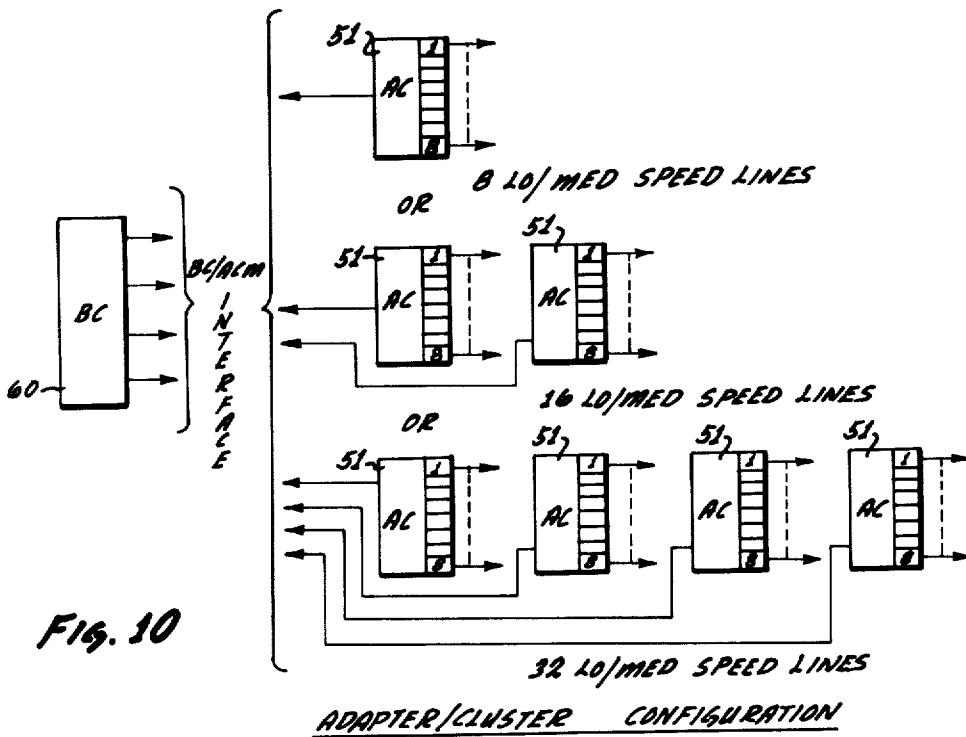 51
AC
1
8
8 LO/MED SPEED LINES
OR
BC
60
BC/ACM
INTERFACE
51
AC
1
8
51
AC
1
8
16 LO/MED SPEED LINES
OR
51
AC
1
8
51
AC
1
8
51
AC
1
8
51
AC
1
8
32 LO/MED SPEED LINES
FIG. 10
ADAPTER/CLUSTER CONFIGURATION